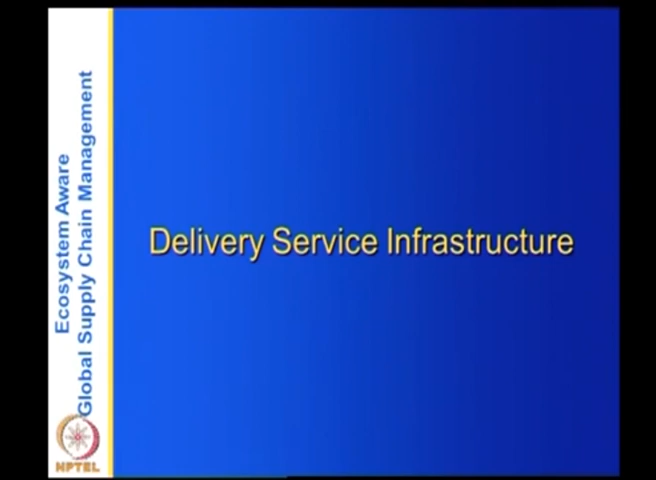 Ecosystem Aware
Global Supply Chain Management
Delivery Service Infrastructure
NPTEL